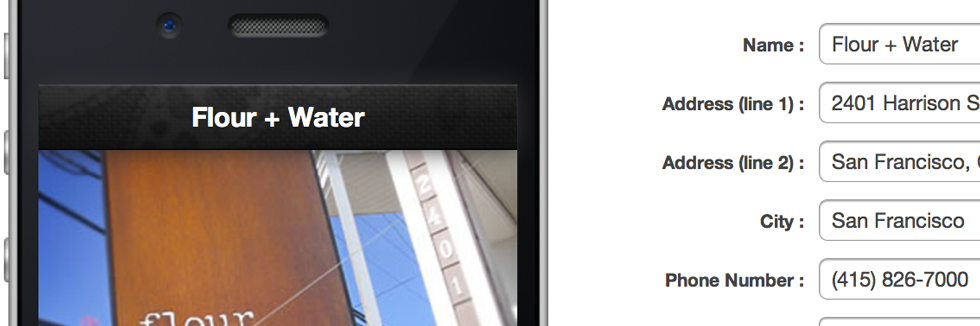 Flour + Water
2401
flour
Name :
Flour + Water
Address (line 1) :
2401 Harrison S
Address (line 2) :
San Francisco,
City :
San Francisco
Phone Number :
(415) 826-7000